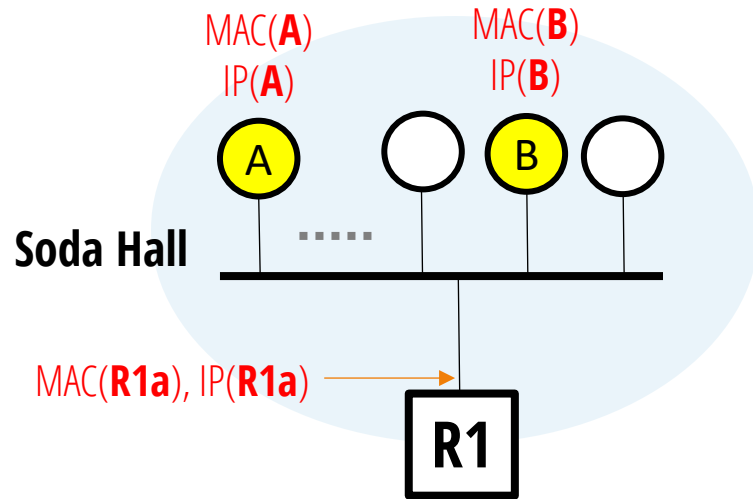 MAC(A)
IP(A)
MAC(B)
IP(B)
A
B
.....
Soda Hall
MAC(R1a), IP(R1a)
R1